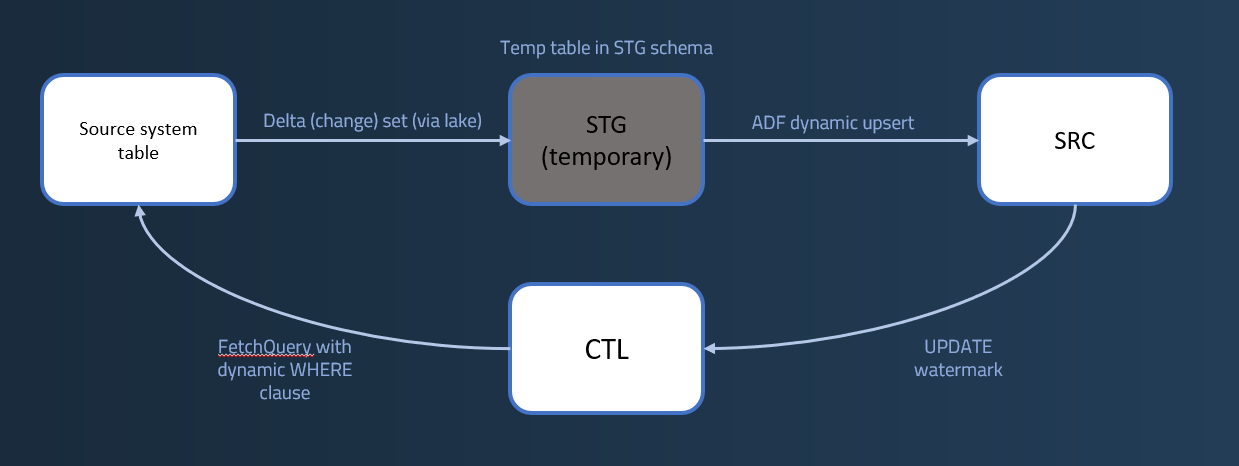 Temp table in STG schema
Source system
table
Delta (change) set (via lake)
STG
(temporary)
ADF dynamic upsert
SRC
FetchQuery with
dynamic WHERE
clause
CTL
UPDATE
watermark